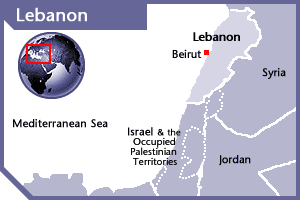 Lebanon
Lebanon
Beirut
Syria
Mediterranean Sea
Israel & the
Occupied
Palestinian
Territories
Jordan